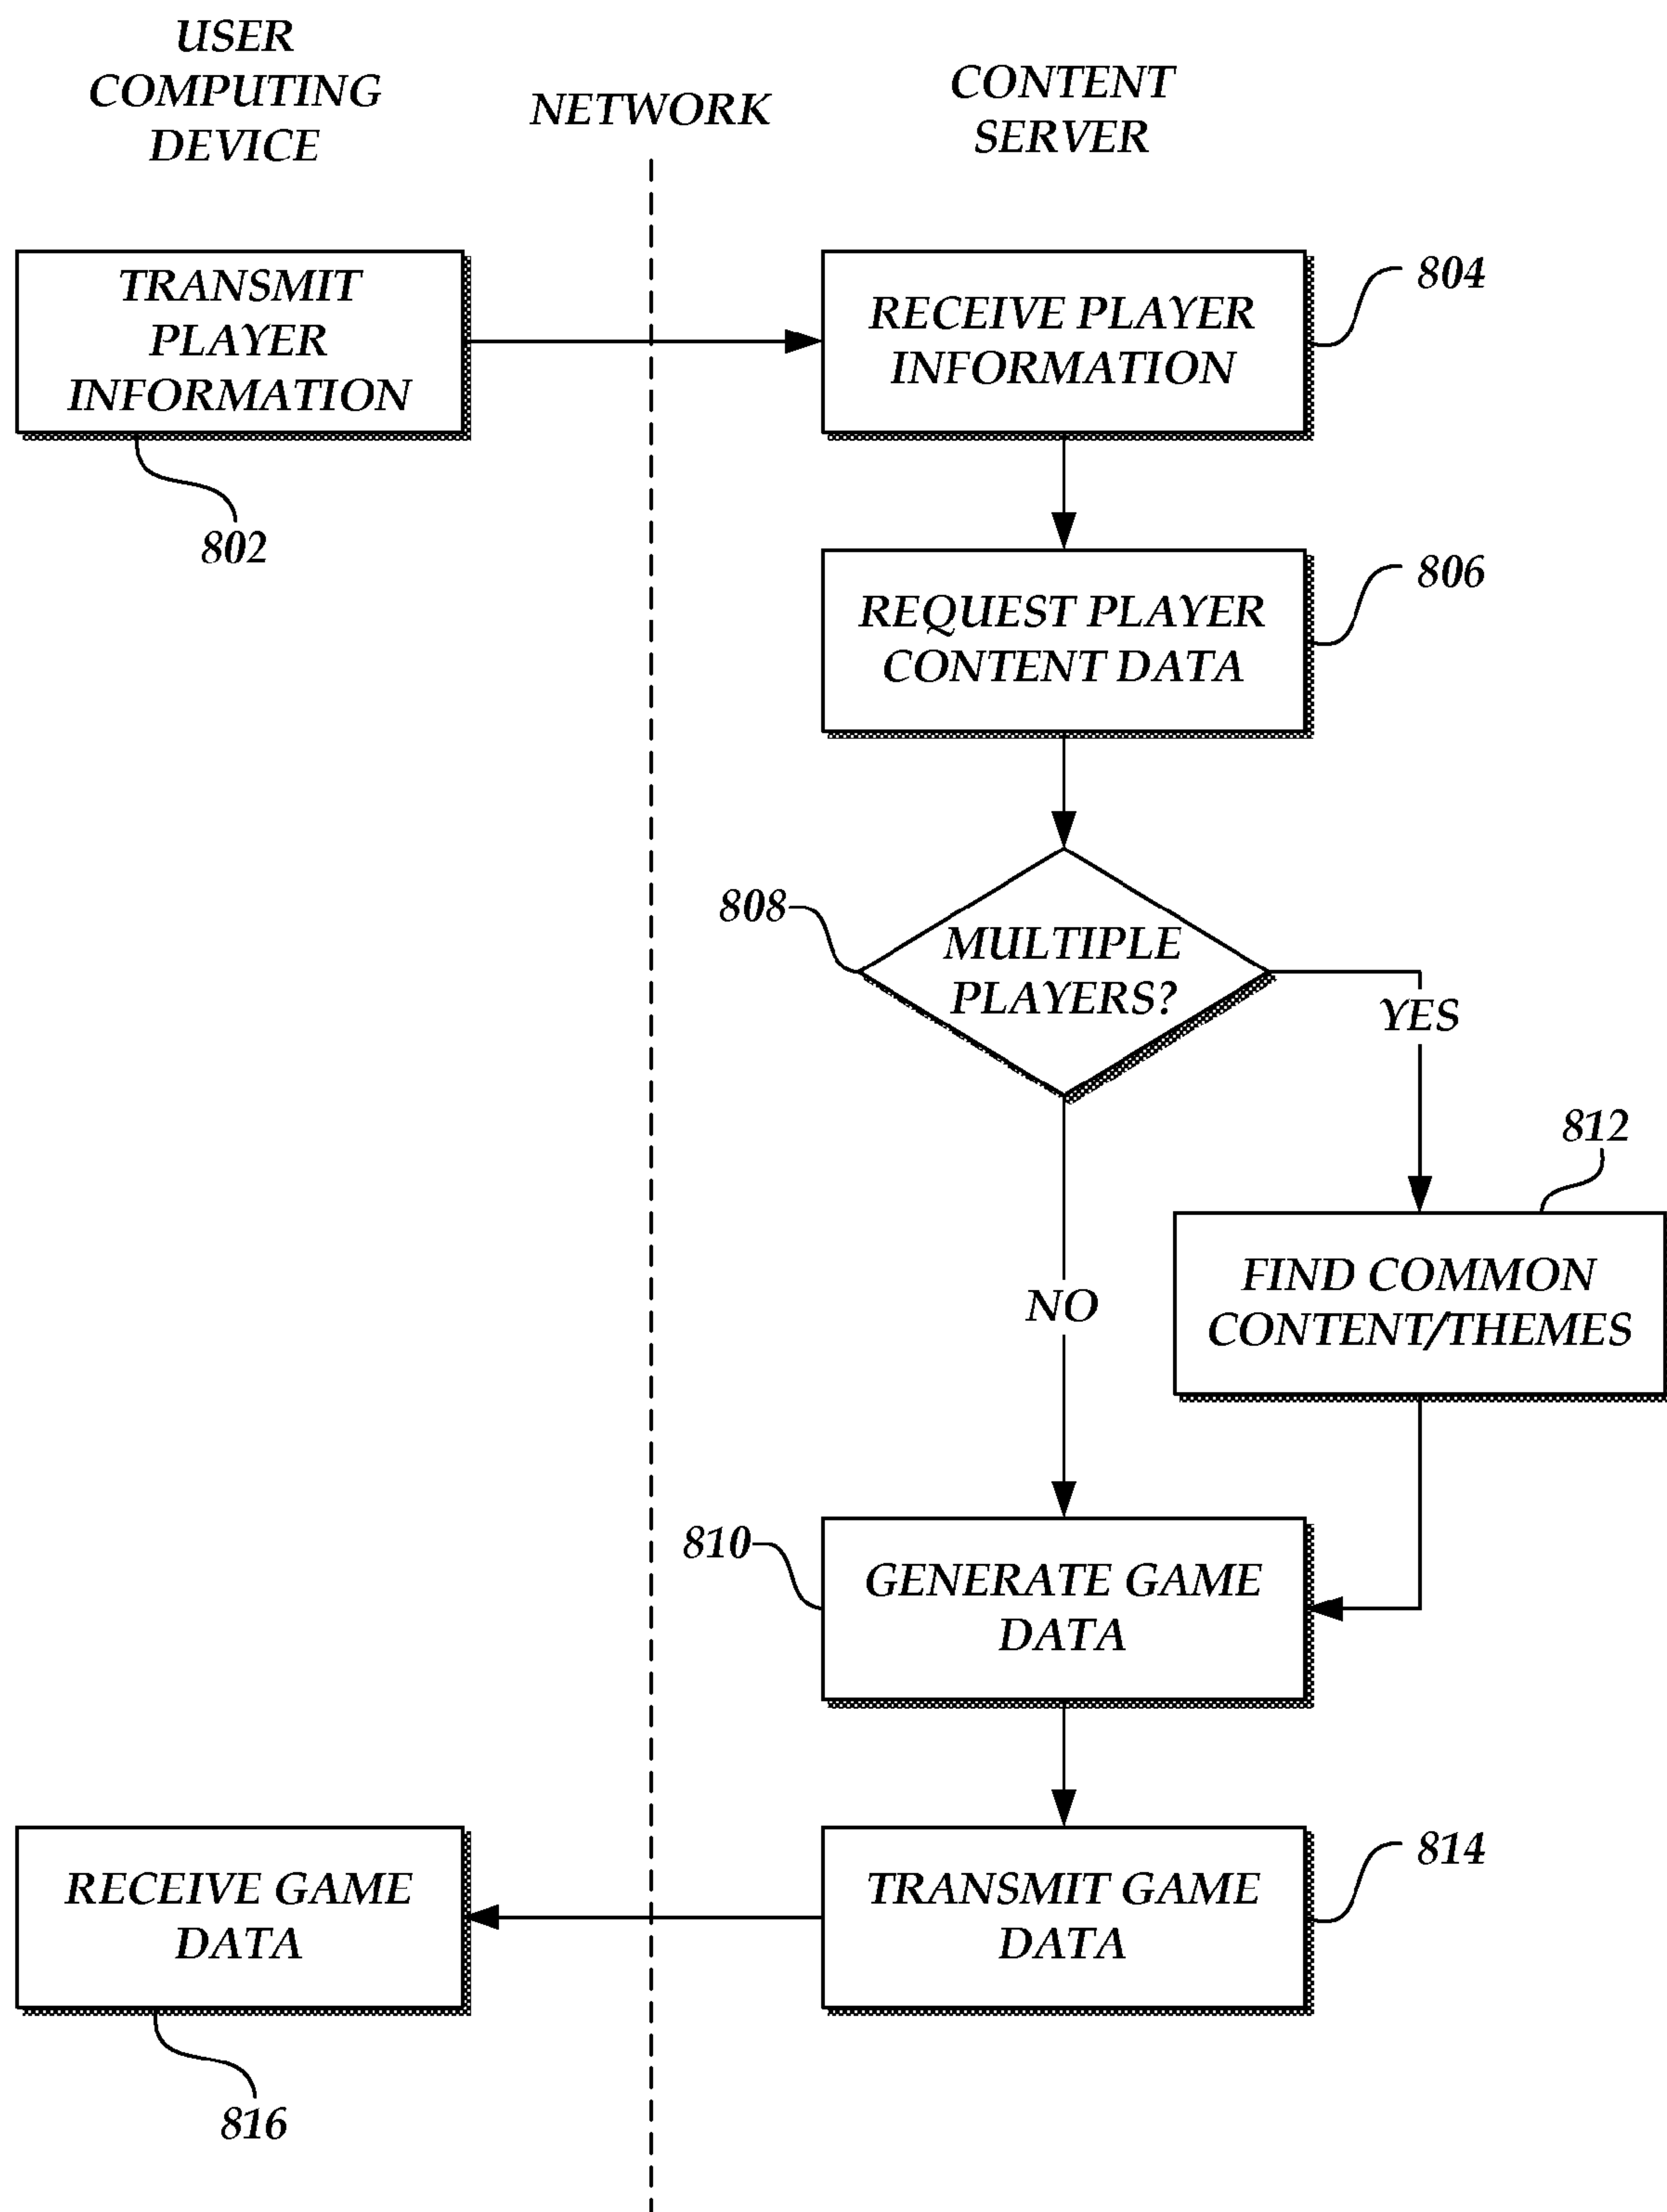 USER
COMPUTING
DEVICE
NETWORK
CONTENT
SERVER
TRANSMIT
PLAYER
INFORMATION
802
RECEIVE PLAYER
INFORMATION
804
REQUEST PLAYER
CONTENT DATA
806
808
MULTIPLE
PLAYERS?
YES
812
FIND COMMON
CONTENT/THEMES
NO
810
GENERATE GAME
DATA
TRANSMIT GAME
DATA
814
RECEIVE GAME
DATA
816